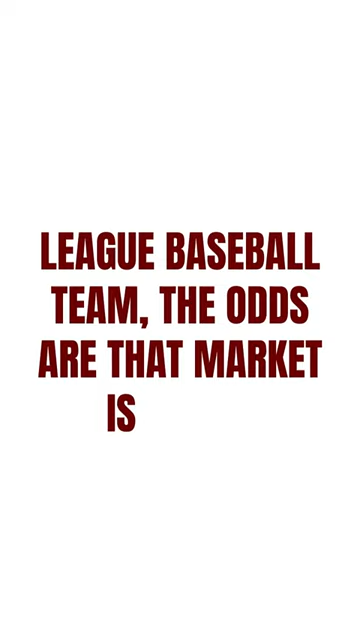 LEAGUE BASEBALL
TEAM, THE ODDS
ARE THAT MARKET
IS